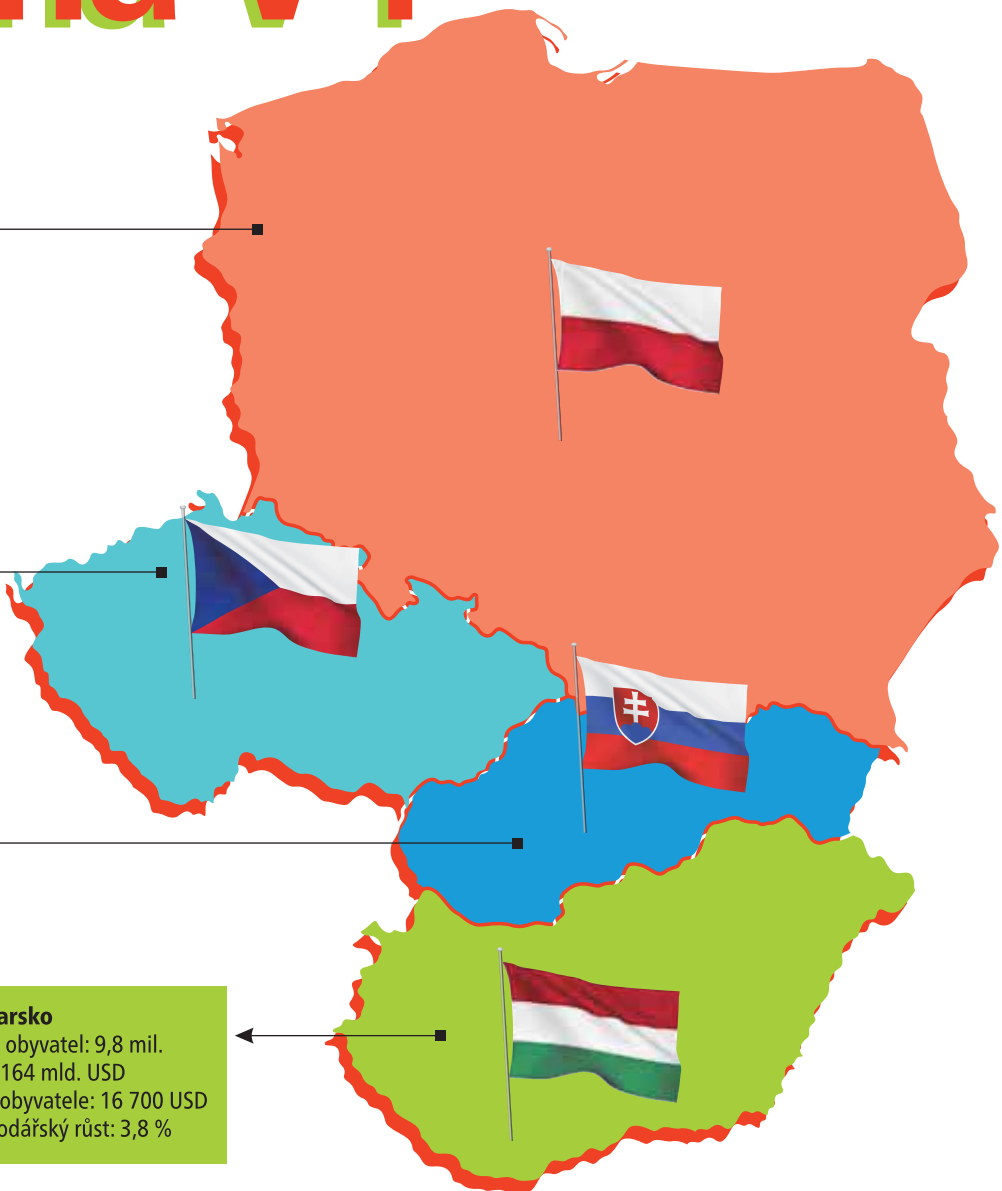 arsko
obyvatel: 9,8 mil.
164 mld. USD
obyvatele: 16 700 USD
odářský růst: 3,8 %